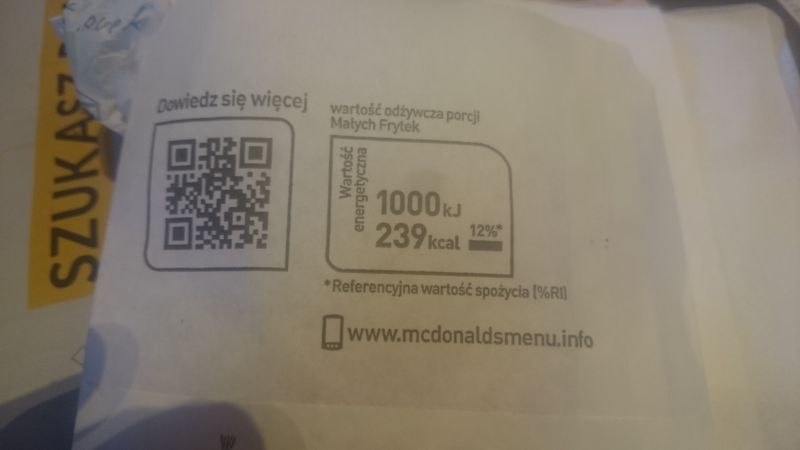 SZUKASZ
Dowiedz się więcej
wartość odżywcza porcji
Małych Frytek
Wartość
energetyczna
1000kJ
239kcal
12%*
*Referencyjna wartość spożycia (%RI)
www.mcdonaldsmenu.info